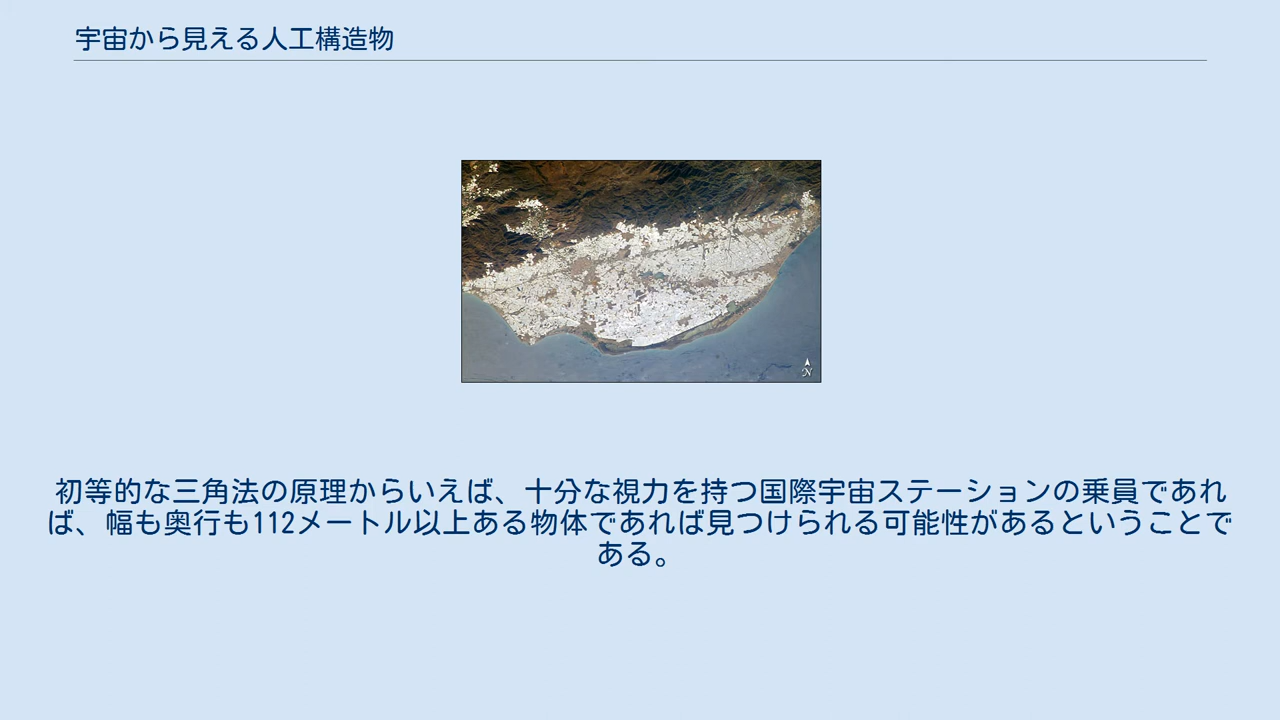 宇宙から見える人工構造物
N
初等的な三角法の原理からいえば、十分な視力を持つ国際宇宙ステーションの乗員であれ
ば、幅も奥行も112メートル以上ある物体であれば見つけられる可能性があるということで
ある。